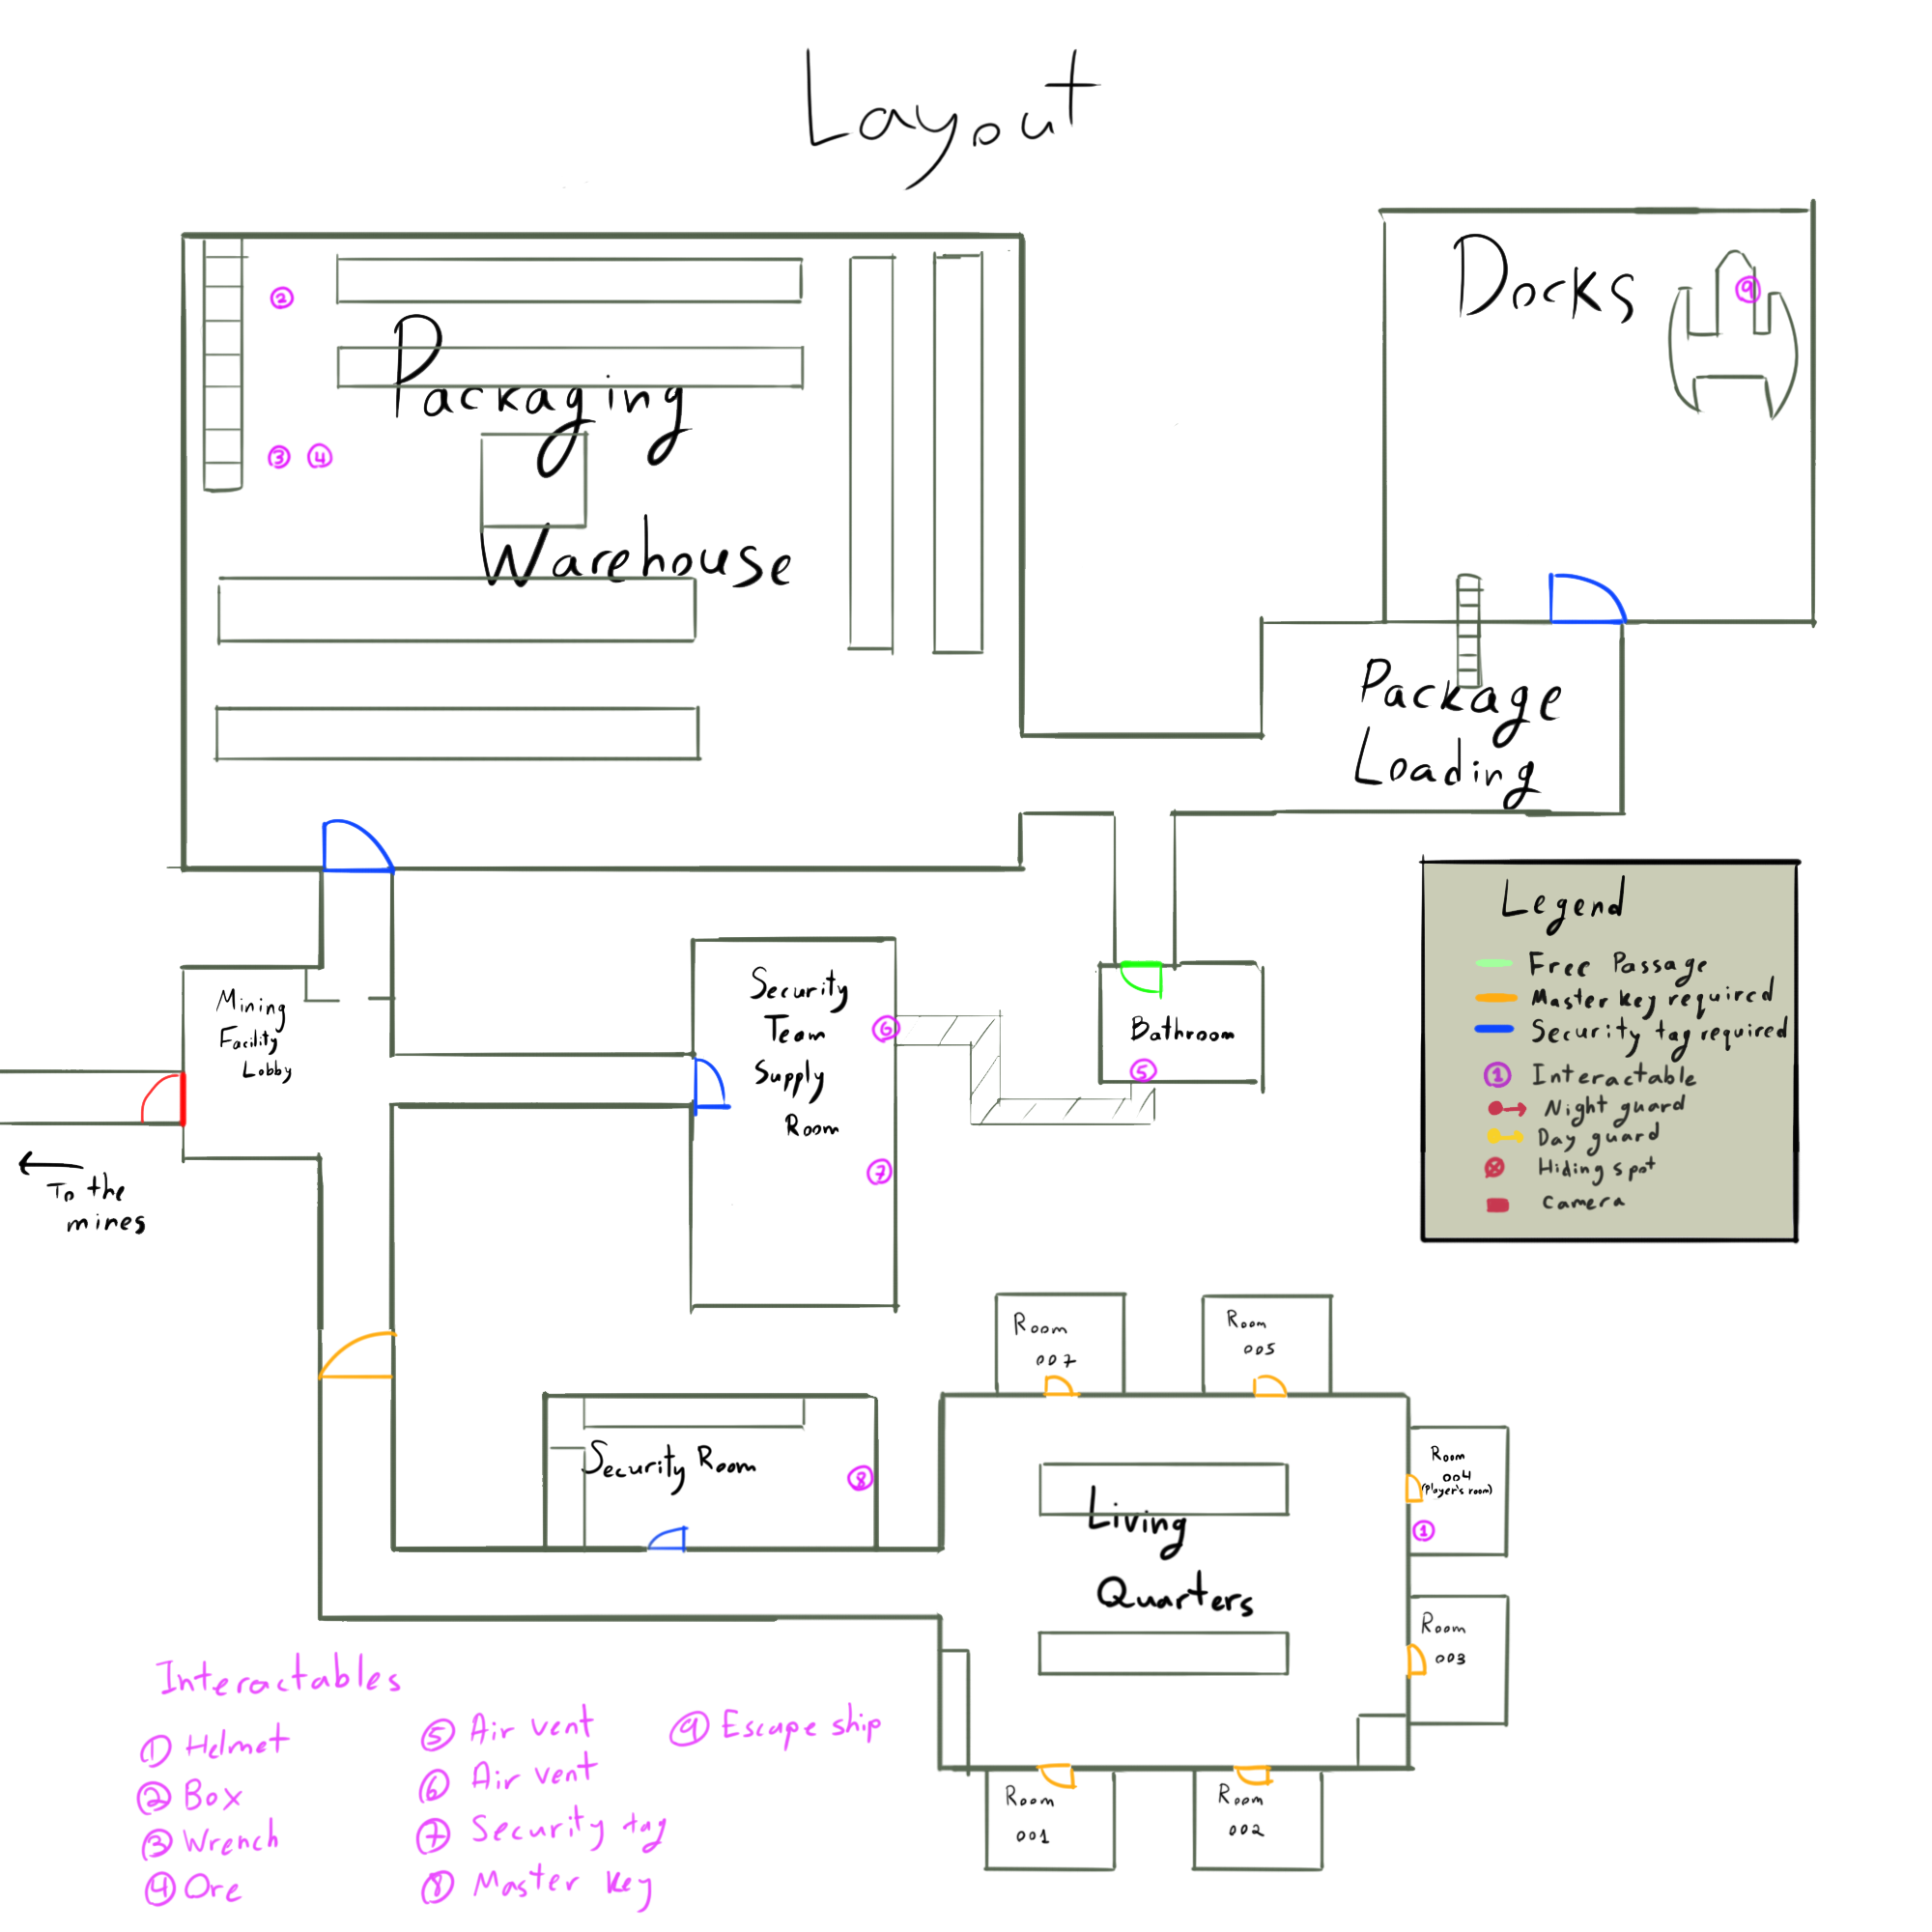 Layout
Docks
9
2
Packaging
3 4
Warehouse
Package
Loading
Legend
Free Passage
Master key required
Security tag required
1 Interactable
Night guard
Day guard
Hiding spot
Camera
Mining
Facility
Lobby
Security
Team
Supply
Room
6
7
Bathroom
5
To the
mines
Room
007
Room
005
Room
004
(Player's room)
1
Security Room
8
Living
Quarters
Room
003
Room
001
Room
002
Interactables
1 Helmet
2 Box
3 Wrench
4 Ore
5 Air vent
6 Air vent
7 Security tag
8 Master key
9 Escape ship